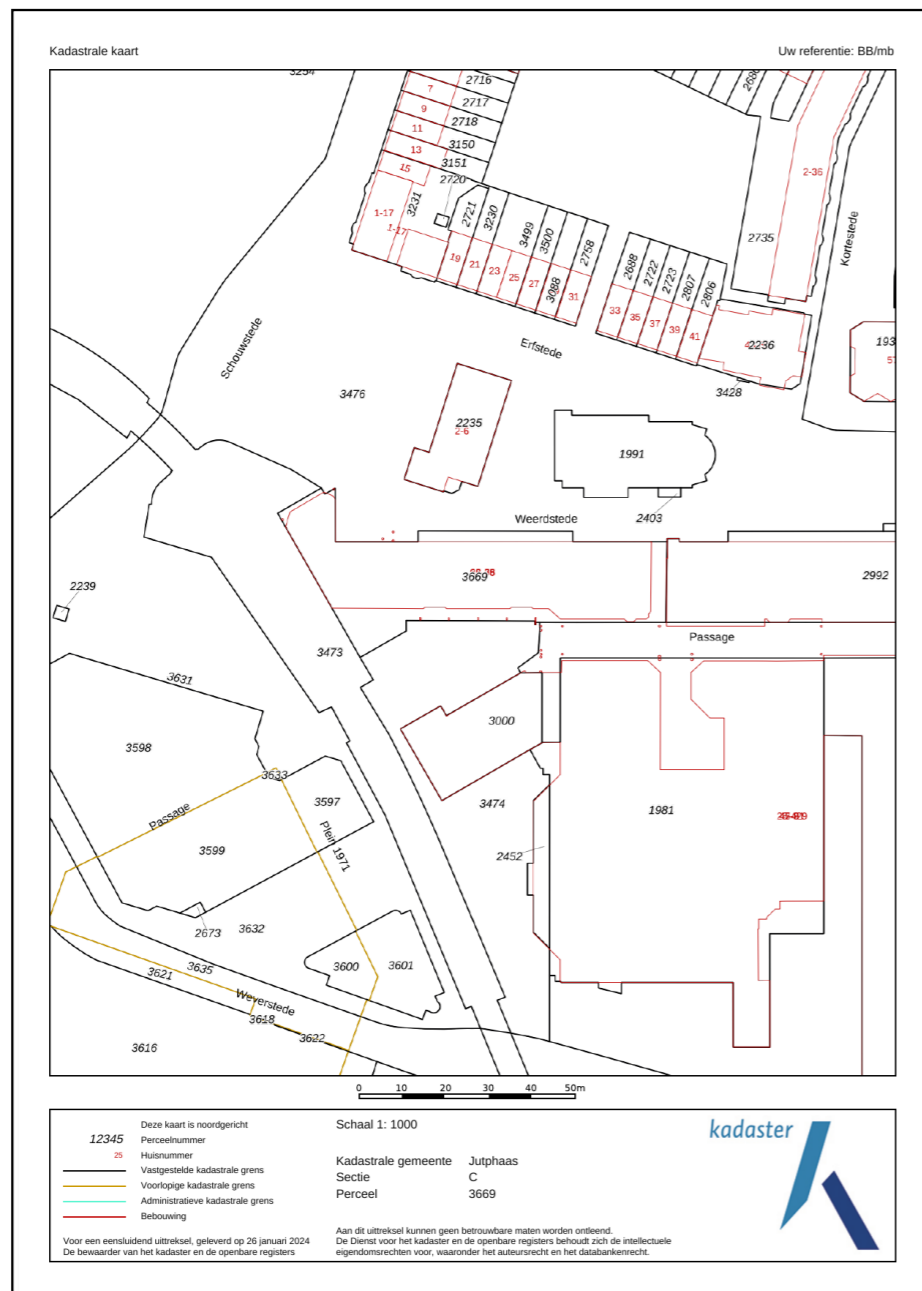 Kadastrale kaart
Uw referentie: BB/mb
3254
2716
7
2717
9
2718
11
3150
13
3151
15
2720
2680
2-36
2735
Kortestede
3231
1-17
1-17
2721
3230
3499
3500
2758
19
21
23
25
27
3088
31
2688
2722
2723
2807
2806
33
35
37
39
41
2236
193
57
3428
Schouwstede
Erfstede
3476
2235
2-6
1991
2403
Weerdstede
3669
2992
2239
3473
Passage
3631
3000
3598
3633
3597
3474
1981
Passage
Plein 1971
3599
2452
2673
3632
3600
3601
3635
3621
Weverstede
3618
3622
3616
0 10 20 30 40 50m
Deze kaart is noordgericht
12345 Perceelnummer
25 Huisnummer
Vastgestelde kadastrale grens
Voorlopige kadastrale grens
Administratieve kadastrale grens
Bebouwing
Voor een eensluidend uittreksel, geleverd op 26 januari 2024
De bewaarder van het kadaster en de openbare registers
Schaal 1: 1000
Kadastrale gemeente Jutphaas
Sectie C
Perceel 3669
Aan dit uittreksel kunnen geen betrouwbare maten worden ontleend.
De Dienst voor het kadaster en de openbare registers behoudt zich de intellectuele
eigendomsrechten voor, waaronder het auteursrecht en het databankenrecht.
kadaster